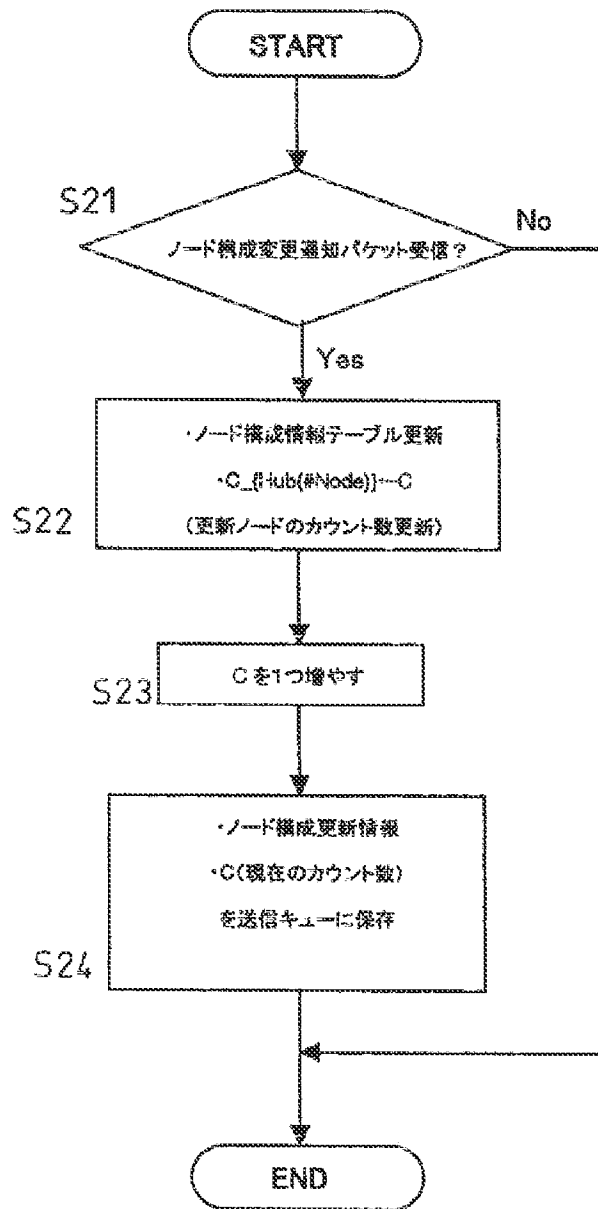 START
S21
ノード構成変更通知パケット受信？
No
Yes
・ノード構成情報テーブル更新
・C_{Hub(#Node)}←C
（更新ノードのカウント数更新）
S22
Cを1つ増やす
S23
・ノード構成更新情報
・C（現在のカウント数）
を送信キューに保存
S24
END